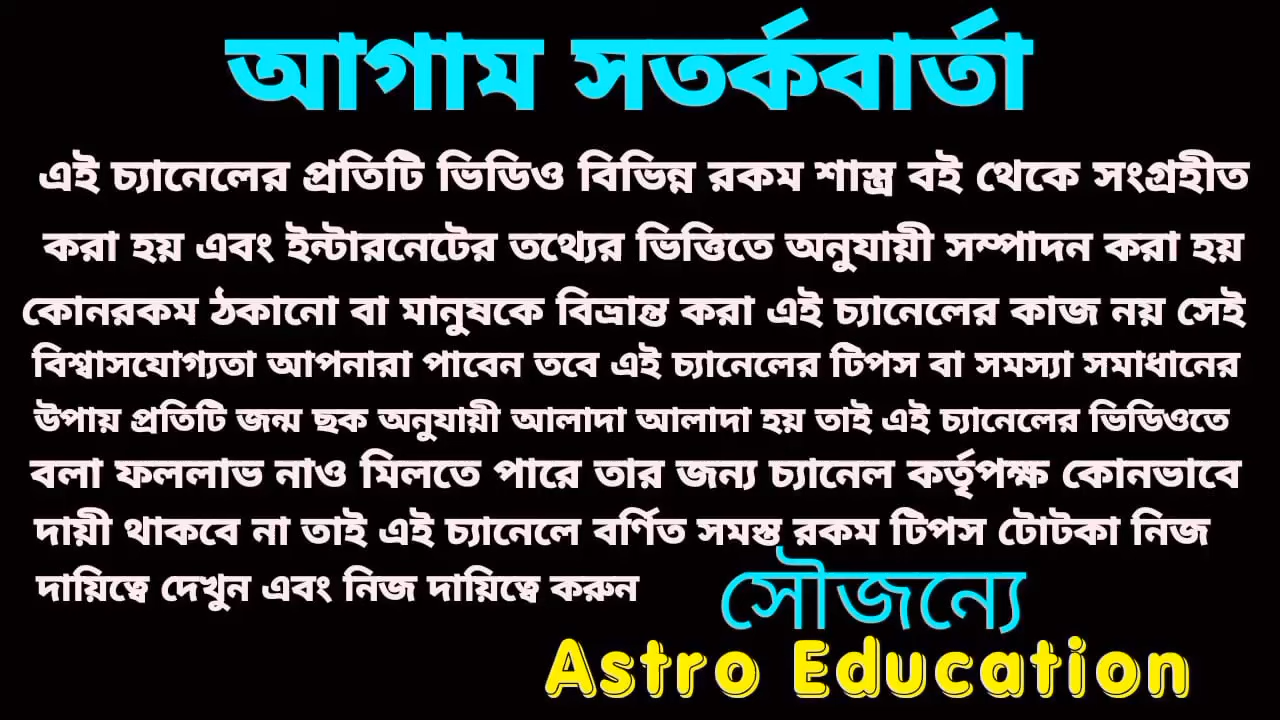 আগাম সতর্কবার্তা
এই চ্যানেলের প্রতিটি ভিডিও বিভিন্ন রকম শাস্ত্র বই থেকে সংগ্রহীত
করা হয় এবং ইন্টারনেটের তথ্যের ভিত্তিতে অনুযায়ী সম্পাদন করা হয়
কোনরকম ঠকানো বা মানুষকে বিভ্রান্ত করা এই চ্যানেলের কাজ নয় সেই
বিশ্বাসযোগ্যতা আপনারা পাবেন তবে এই চ্যানেলের টিপস বা সমস্যা সমাধানের
উপায় প্রতিটি জন্ম ছক অনুযায়ী আলাদা আলাদা হয় তাই এই চ্যানেলের ভিডিওতে
বলা ফললাভ নাও মিলতে পারে তার জন্য চ্যানেল কর্তৃপক্ষ কোনভাবে
দায়ী থাকবে না তাই এই চ্যানেলে বর্ণিত সমস্ত রকম টিপস টোটকা নিজ
দায়িত্বে দেখুন এবং নিজ দায়িত্বে করুন
সৌজন্যে
Astro Education